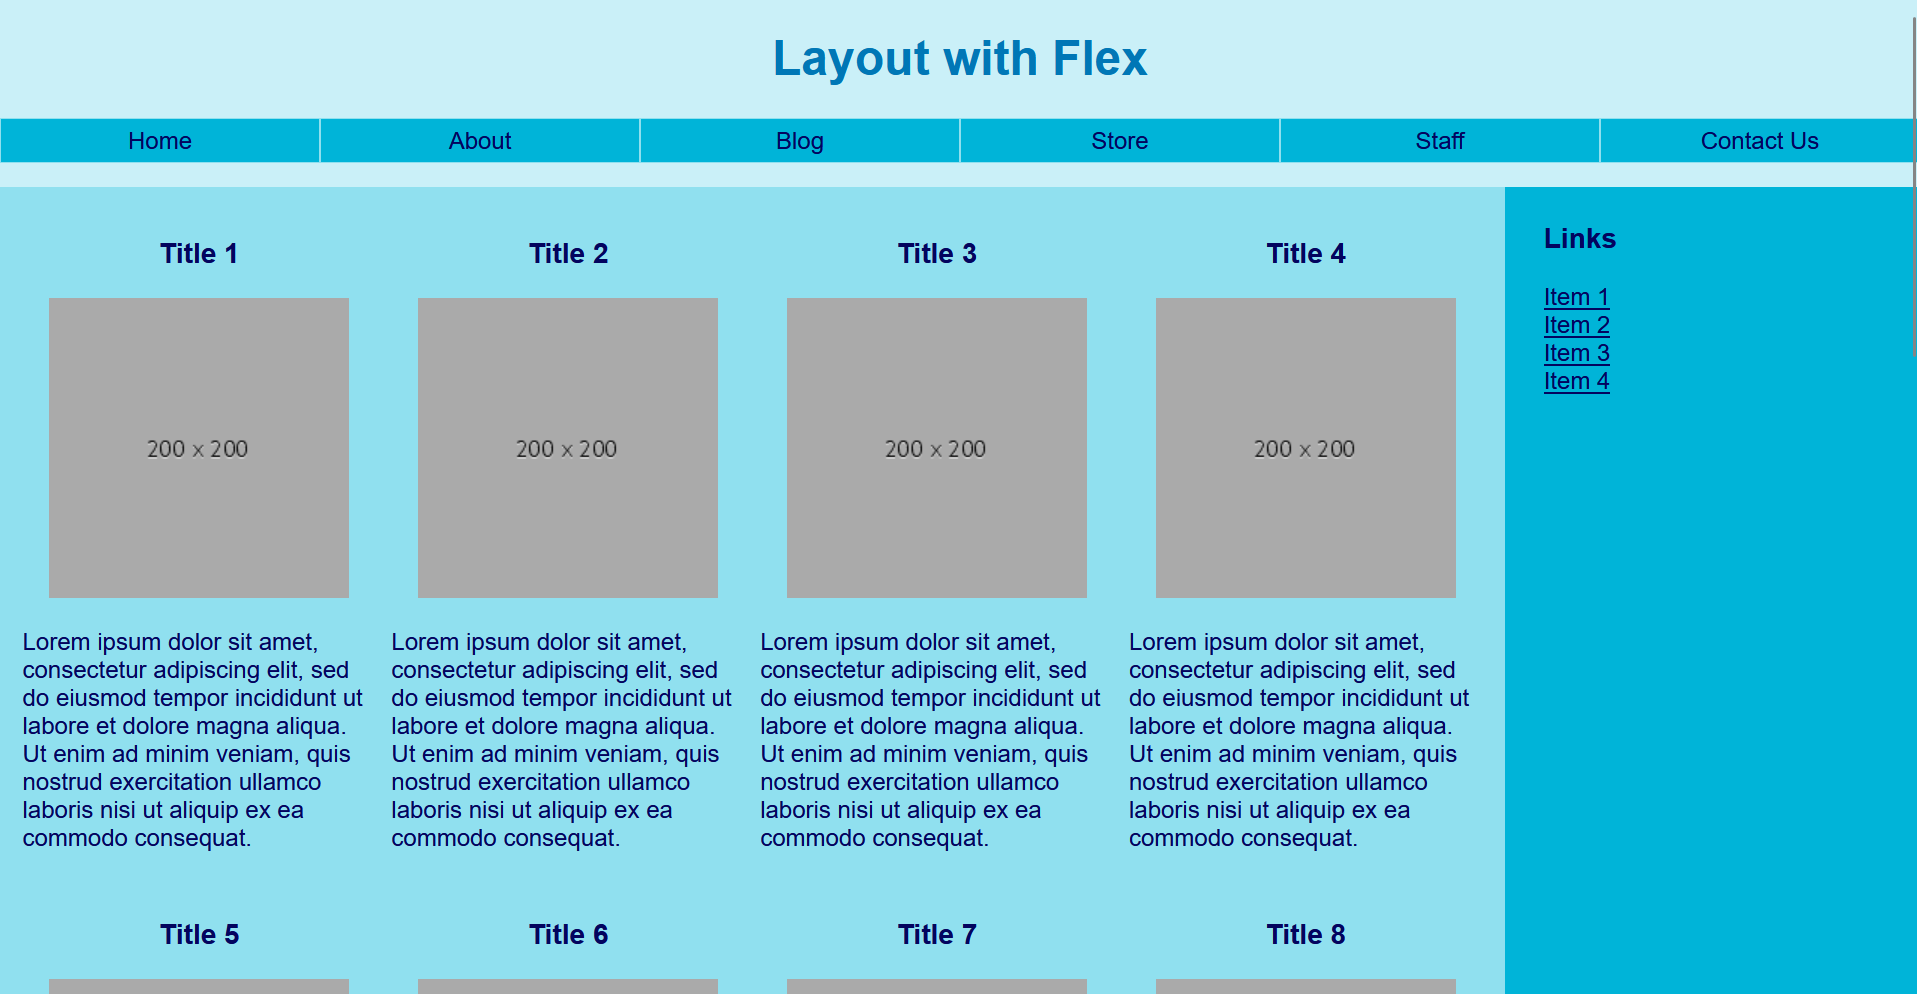 Layout with Flex
Home
About
Blog
Store
Staff
Contact Us
Title 1
200 x 200
Lorem ipsum dolor sit amet,
consectetur adipiscing elit, sed
do eiusmod tempor incididunt ut
labore et dolore magna aliqua.
Ut enim ad minim veniam, quis
nostrud exercitation ullamco
laboris nisi ut aliquip ex ea
commodo consequat.
Title 2
200 x 200
Lorem ipsum dolor sit amet,
consectetur adipiscing elit, sed
do eiusmod tempor incididunt ut
labore et dolore magna aliqua.
Ut enim ad minim veniam, quis
nostrud exercitation ullamco
laboris nisi ut aliquip ex ea
commodo consequat.
Title 3
200 x 200
Lorem ipsum dolor sit amet,
consectetur adipiscing elit, sed
do eiusmod tempor incididunt ut
labore et dolore magna aliqua.
Ut enim ad minim veniam, quis
nostrud exercitation ullamco
laboris nisi ut aliquip ex ea
commodo consequat.
Title 4
200 x 200
Lorem ipsum dolor sit amet,
consectetur adipiscing elit, sed
do eiusmod tempor incididunt ut
labore et dolore magna aliqua.
Ut enim ad minim veniam, quis
nostrud exercitation ullamco
laboris nisi ut aliquip ex ea
commodo consequat.
Title 5
Title 6
Title 7
Title 8
Links
Item 1
Item 2
Item 3
Item 4